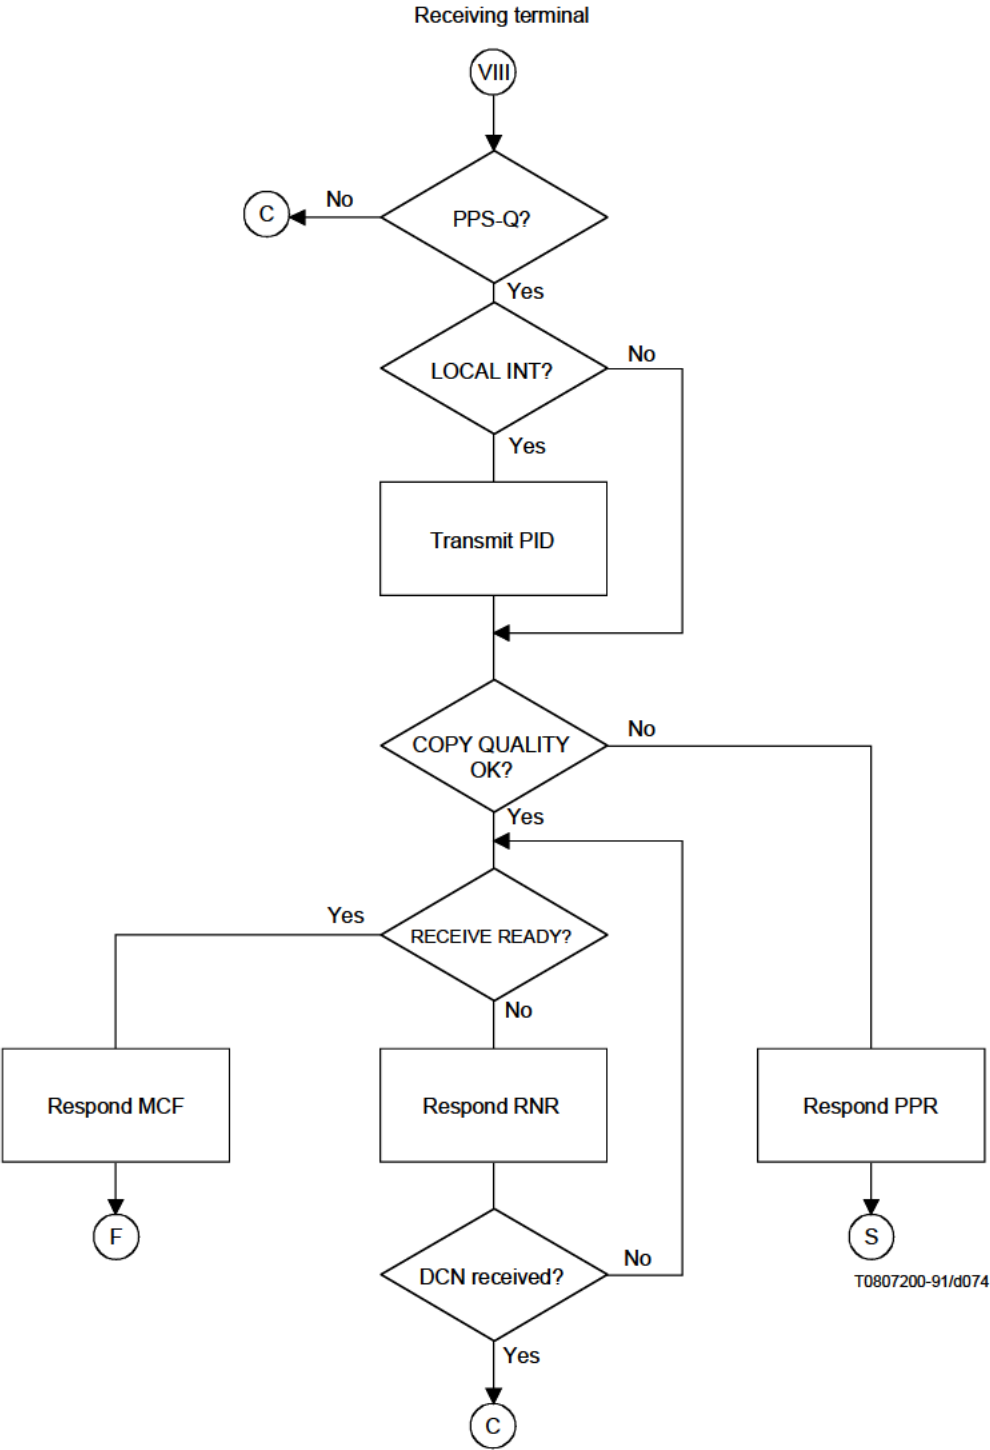 Receiving terminal
VIII
No
C
PPS-Q?
Yes
No
LOCAL INT?
Yes
Transmit PID
No
COPY QUALITY
OK?
Yes
Yes
RECEIVE READY?
No
Respond MCF
Respond RNR
Respond PPR
F
S
No
DCN received?
T0807200-91/d074
Yes
C